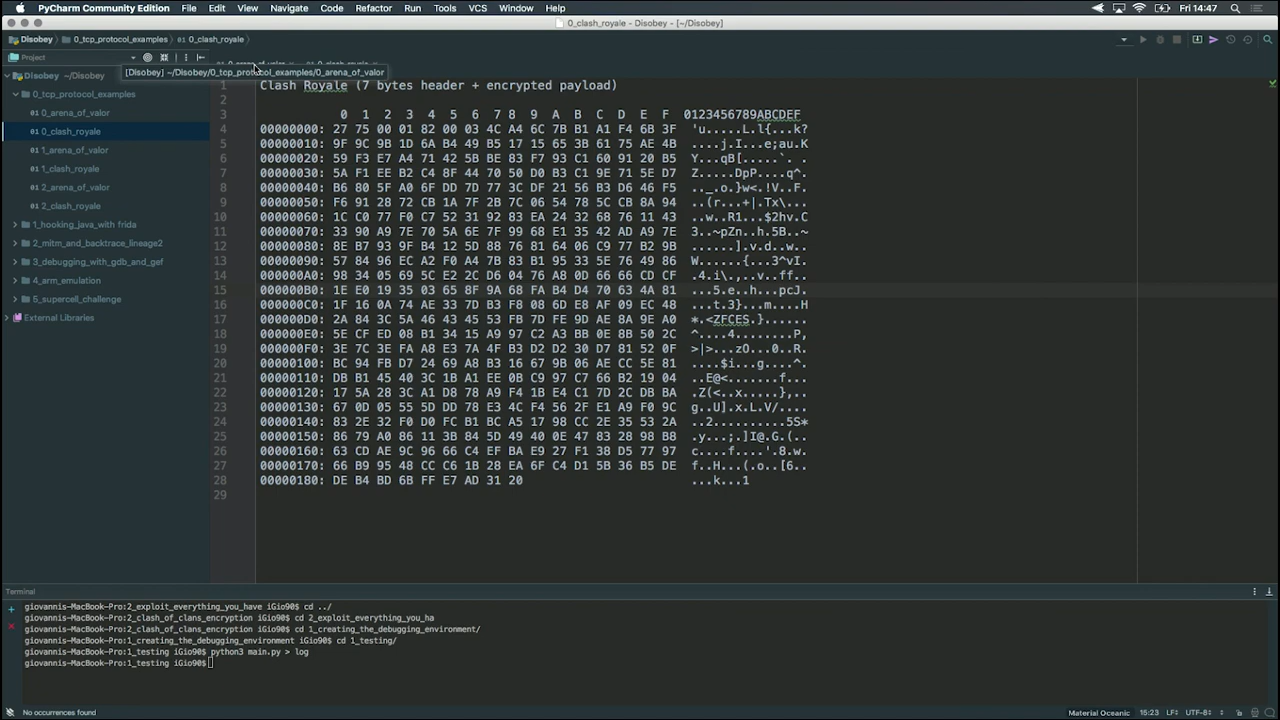 PyCharm Community Edition File Edit View Navigate Code Refactor Run Tools VCS Window Help Fri 14:47
0_clash_royale - Disobey - [~/Disobey]
Disobey 0_tcp_protocol_examples 0_clash_royale
Project
[Disobey] ~/Disobey/0_tcp_protocol_examples/0_arena_of_valor
Disobey ~/Disobey
0_tcp_protocol_examples
0_arena_of_valor
0_clash_royale
1_arena_of_valor
1_clash_royale
2_arena_of_valor
2_clash_royale
1_hooking_java_with frida
2_mitm_and_backtrace_lineage2
3_debugging_with_gdb_and_gef
4_arm_emulation
5_supercell_challenge
External Libraries
1 Clash Royale (7 bytes header + encrypted payload)
2
3 0 1 2 3 4 5 6 7 8 9 A B C D E F 0123456789ABCDEF
4 00000000: 27 75 00 01 82 00 03 4C A4 6C 7B B1 A1 F4 6B 3F 'u.....L.l{...k?
5 00000010: 9F 9C 9B 1D 6A B4 49 B5 17 15 65 3B 61 75 AE 4B ....j.I...e;au.K
6 00000020: 59 F3 E7 A4 71 42 5B BE 83 F7 93 C1 60 91 20 B5 Y...qB[.....`. .
7 00000030: 5A F1 EE B2 C4 8F 44 70 50 D0 B3 C1 9E 71 5E D7 Z.....DpP....q^.
8 00000040: B6 80 5F A0 6F DD 7D 77 3C DF 21 56 B3 D6 46 F5 .._.o.}w<.!V..F.
9 00000050: F4 91 28 72 CB 1A 7F 2B 7C 06 54 78 5C CB 8A 94 ..(r...+|.Tx\...
10 00000060: 1C C0 77 F0 C7 52 31 92 83 EA 24 32 68 76 11 43 ..w..R1...$2hv.C
11 00000070: 33 90 A9 7E 70 5A 6E 7F 99 68 E1 35 42 AD A9 7E 3..~pZn..h.5B..~
12 00000080: 8E B7 93 9F B4 12 5D 88 76 81 64 06 C9 77 B2 9B ......].v.d..w..
13 00000090: 57 84 96 EC A2 F0 A4 7B 83 B1 95 33 5E 76 49 86 W......{...3^vI.
14 000000A0: 98 34 05 69 5C E2 2C D6 84 76 A8 0D 66 66 CD CF .4.i\.,..v..ff..
15 000000B0: 1E E0 19 35 03 65 8F 9A 68 FA B4 D4 70 63 4A 81 ...5.e..h...pcJ.
16 000000C0: 1F 16 0A 74 AE 33 7D B3 F8 08 6D BF AF 09 EC 48 ...t.3}...m....H
17 000000D0: 2A 84 3C 5A 46 43 45 53 FB 7D FE 9D AE 8A 9E A0 *.<ZFCES.}......
18 000000E0: 5E CF ED 08 B1 34 15 A9 97 C2 A3 BB 0E 8B 50 2C ^....4........P,
19 000000F0: 3E 7C 3E FA A8 E3 7A 4F B3 D2 D2 30 D7 81 52 0F >|>...zO...0..R.
20 00000100: BC 94 FB D7 24 69 A8 B3 16 67 9B 06 AE CC 5E 81 ....$i...g....^.
21 00000110: DB B1 45 40 3C 1B A1 EE 0B C9 97 C7 66 B2 19 04 ..E@<.......f...
22 00000120: 17 5A 28 3C A1 D8 78 A9 F4 1B E4 C1 7D 2C DB BA .Z(<..x.....},..
23 00000130: 67 0D 05 55 5D DD 78 E3 4C F4 56 2F E1 A9 F0 9C g..U].x.L.V/....
24 00000140: 83 2E 32 F0 D0 FC B1 BC A5 17 98 CC 2E 35 53 2A ..2..........5S*
25 00000150: 86 79 A0 86 11 3B 84 5D 49 40 0E 47 83 28 98 B8 .y...;.]I@.G.(..
26 00000160: 63 CD AE 9C 96 66 C4 EF BA E9 27 F1 38 D5 77 97 c....f....'.8.w.
27 00000170: 66 B9 95 48 CC C6 1B 28 EA 6F C4 D1 5B 36 B5 DE f..H...(.o..[6..
28 00000180: DE B4 BD 6B FF E7 AD 31 20 ...k...1
29
Terminal
giovannis-MacBook-Pro:2_exploit_everything_you_have iGio90$ cd ../
giovannis-MacBook-Pro:2_clash_of_clans_encryption iGio90$ cd 2_exploit_everything_you_ha
giovannis-MacBook-Pro:2_clash_of_clans_encryption iGio90$ cd 1_creating_the_debugging_environment/
giovannis-MacBook-Pro:1_creating_the_debugging_environment iGio90$ cd 1_testing/
giovannis-MacBook-Pro:1_testing iGio90$ python3 main.py > log
giovannis-MacBook-Pro:1_testing iGio90$
No occurrences found Material Oceanic 15:23 LF÷ UTF-8÷